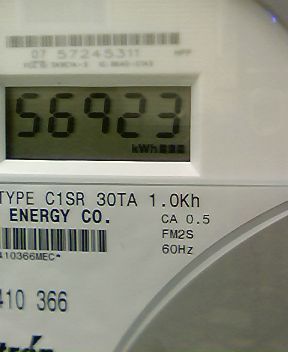 07 57245311
56923
kWh
TYPE C1SR 30TA 1.0Kh
ENERGY CO.
CA 0.5
FM2S
60Hz
410366MEC*
410 366